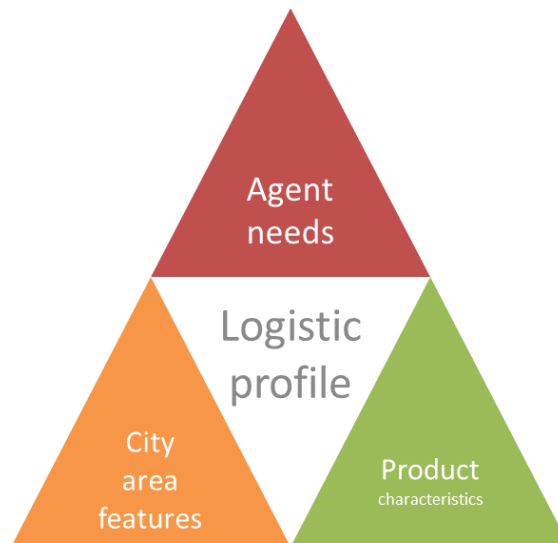 Agent
needs
Logistic
profile
City
area
features
Product
characteristics